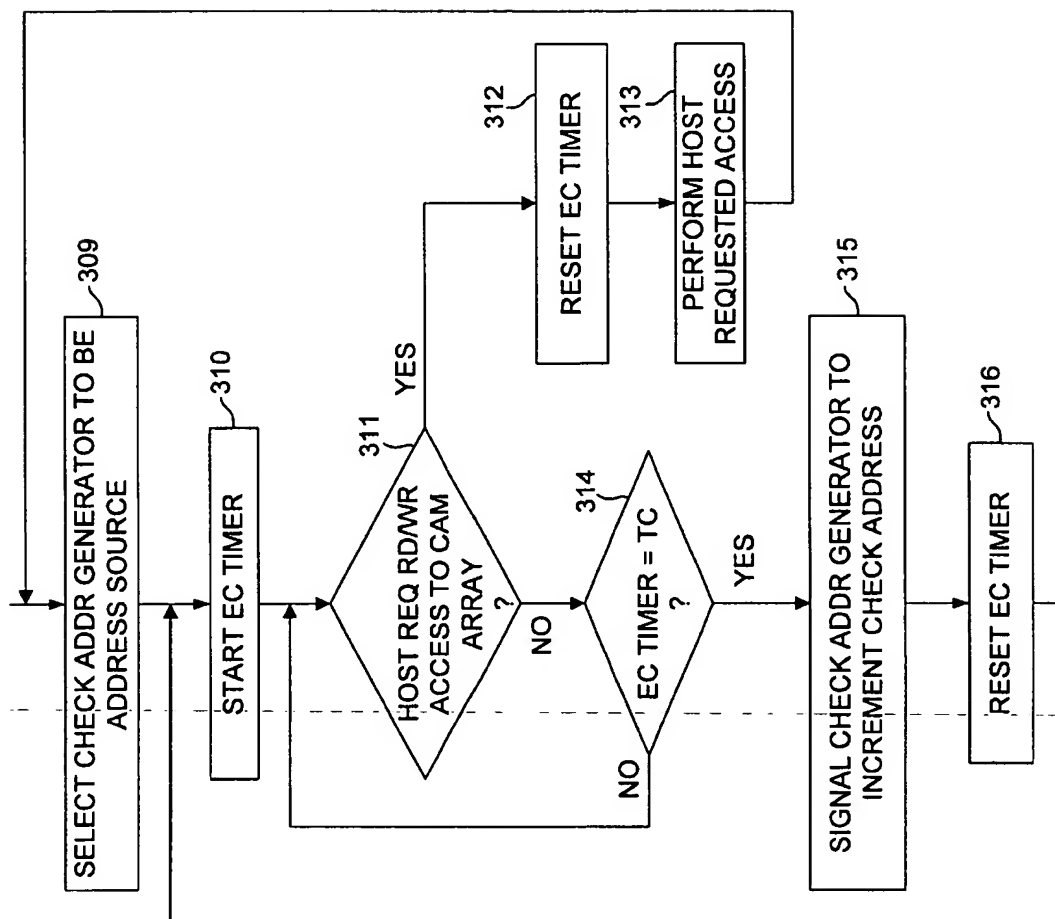 SELECT CHECK ADDR GENERATOR TO BE
ADDRESS SOURCE
309
START EC TIMER
310
HOST REQ RD/WR
ACCESS TO CAM
ARRAY
?
311
YES
NO
RESET EC TIMER
312
PERFORM HOST
REQUESTED ACCESS
313
EC TIMER = TC
?
314
NO
YES
SIGNAL CHECK ADDR GENERATOR TO
INCREMENT CHECK ADDRESS
315
RESET EC TIMER
316